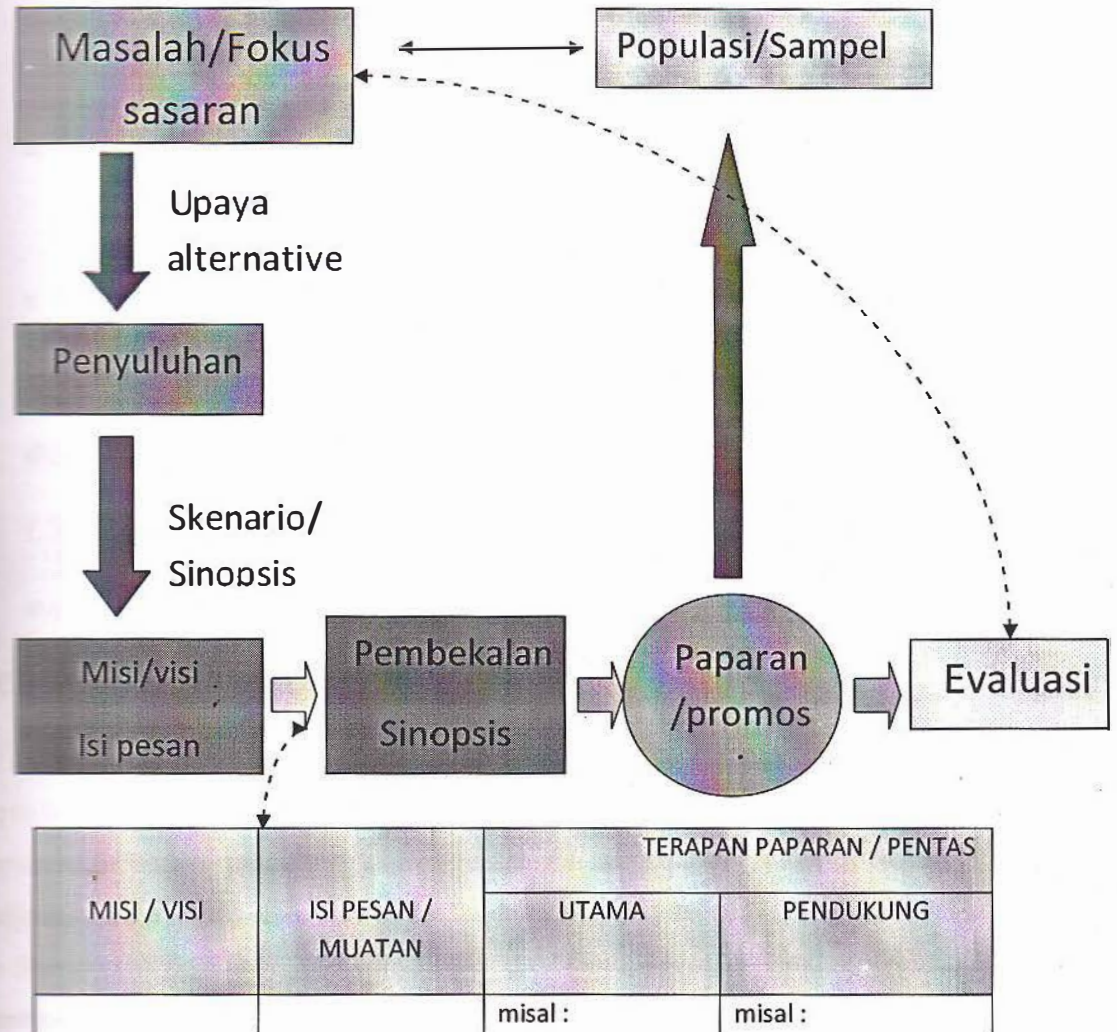 Masalah/Fokus
sasaran
Populasi/Sampel
Upaya
alternative
Penyuluhan
Skenario/
Sinopsis
Misi/visi
Isi pesan
Pembekalan
Sinopsis
Paparan
/promos
Evaluasi
TERAPAN PAPARAN / PENTAS
MISI / VISI
ISI PESAN /
MUATAN
UTAMA
PENDUKUNG
misal :
misal :